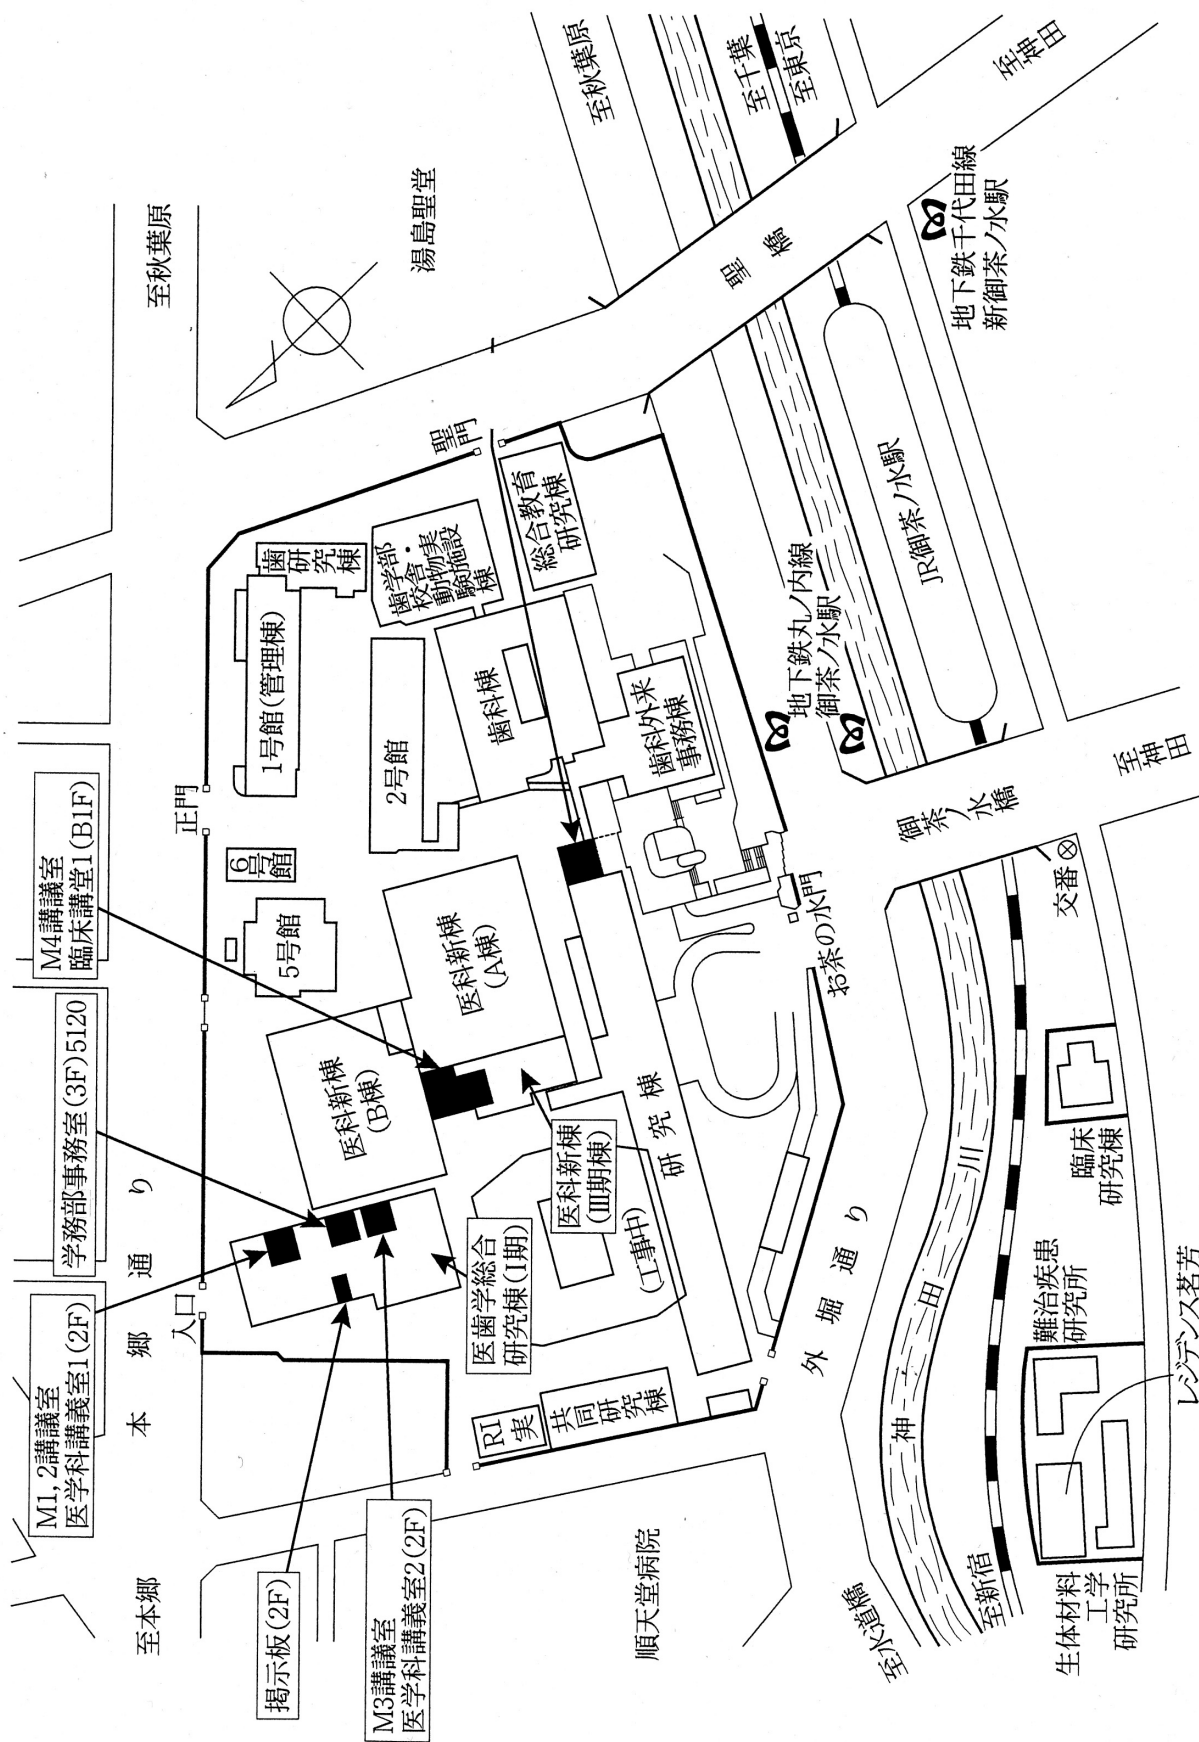 M1, 2講議室
医学科講義室1(2F)
学務部事務室(3F)5120
M4講議室
臨床講堂1(B1F)
掲示板(2F)
M3講議室
医学科講義室2(2F)
至本郷
本郷通り
入口
正門
至秋葉原
湯島聖堂
聖門
1号館(管理棟)
歯研究棟
6号館
5号館
2号館
歯学部
校舎・
動物実
験施設
棟
総合教育
研究棟
歯科棟
歯科外来
事務棟
医科新棟
(A棟)
医科新棟
(B棟)
医科新棟
(Ⅲ期棟)
医歯学総合
研究棟(Ⅰ期)
(工事中)
研究棟
RI
実
共同
研究
棟
順天堂病院
外堀通り
お茶の水門
地下鉄丸ノ内線
御茶ノ水駅
JR御茶ノ水駅
地下鉄千代田線
新御茶ノ水駅
聖橋
至秋葉原
至千葉
至東京
至神田
御茶ノ水橋
至神田
交番
神田川
至水道橋
至新宿
臨床
研究棟
難治疾患
研究所
生体材料
工学
研究所
レジデンス茗芳